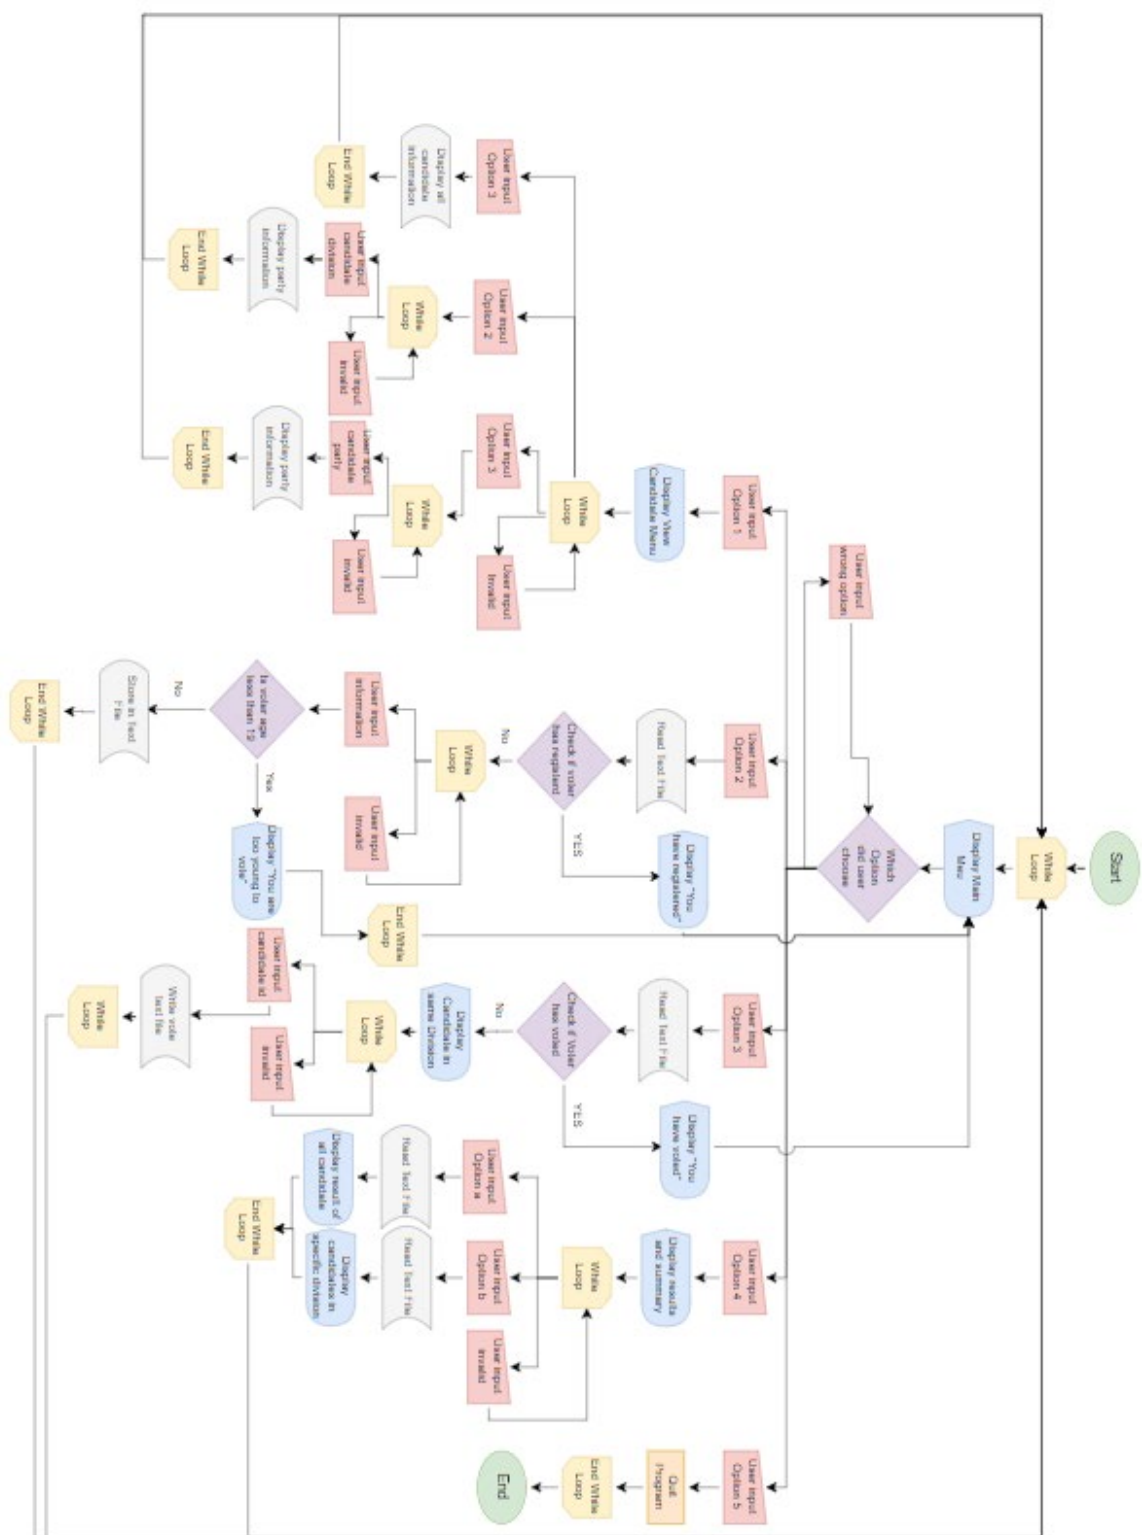 Start
While
Loop
Display Main
Meu
Which
Option
did user
choose
User input
wrong option
User input
Option 1
User input
Option 2
User input
Option 3
User input
Option 4
User input
Option 5
Display View
Candidate Menu
Read Text File
Display "You
have registered"
Read Text File
Display "You
have voted"
Display results
and summary
Quit
Program
While
Loop
Check if voter
has registerd
YES
No
Check if Voter
has voted
YES
No
While
Loop
End While
Loop
End
User input
Option 3
User input
Option 2
User input
Option 3
User input
Invalid
While
Loop
Display
Candidate in
same Division
User input
Option a
User input
Option b
User input
invalid
Display all
candidate
information
While
Loop
While
Loop
User input
information
User input
invalid
End While
Loop
While
Loop
Read Text File
Read Text File
End While
Loop
User input
candidate
division
User input
invalid
User input
candidate
party
User input
invalid
Display result of
all candidate
Display
candidates in
specific division
Display party
information
Display party
information
Is voter age
less than 19
Yes
No
Display "You are
too young to
vote"
User input
candidate id
User input
invalid
End While
Loop
End While
Loop
End While
Loop
Store in Text
File
Write vote
text file
End While
Loop
While
Loop